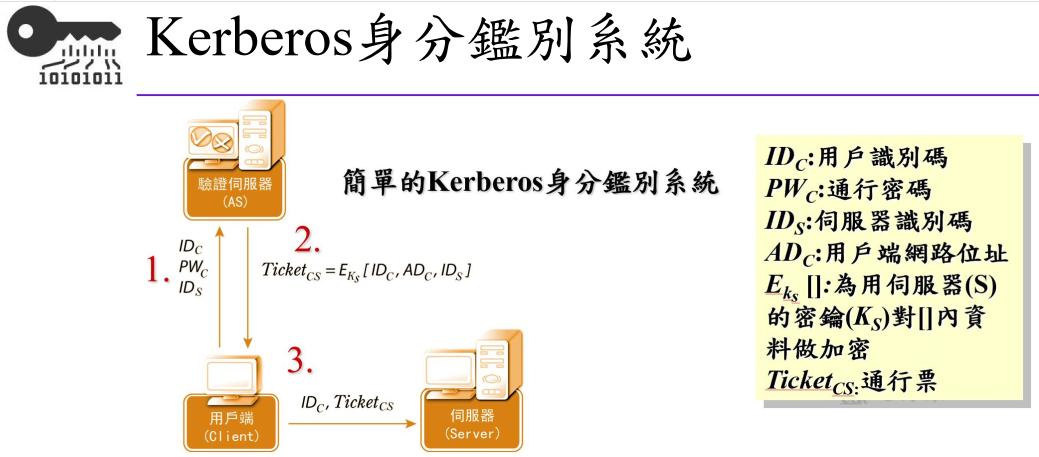 10101011
Kerberos身分鑑別系統
驗證伺服器
(AS)
簡單的Kerberos身分鑑別系統
1.
ID_C
PW_C
ID_S
2.
Ticket_CS = E_KS [ ID_C, AD_C, ID_S ]
3.
用戶端
(Client)
ID_C, Ticket_CS
伺服器
(Server)
ID_C:用戶識別碼
PW_C:通行密碼
ID_S:伺服器識別碼
AD_C:用戶端網路位址
E_kS []:為用伺服器(S)
的密鑰(K_S)對[]內資
料做加密
Ticket_CS:通行票